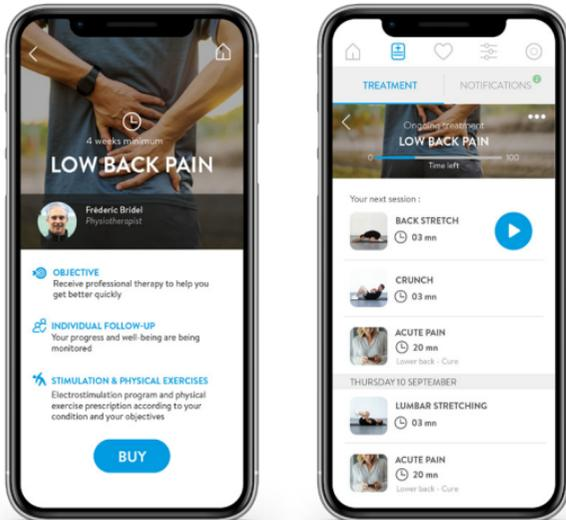 4 weeks minimum
LOW BACK PAIN
Fréderic Bridel
Physiotherapist
OBJECTIVE
Receive professional therapy to help you
get better quickly
INDIVIDUAL FOLLOW-UP
Your progress and well-being are being
monitored
STIMULATION & PHYSICAL EXERCISES
Electrostimulation program and physical
exercise prescription according to your
condition and your objectives
BUY
TREATMENT
NOTIFICATIONS
Ongoing treatment
LOW BACK PAIN
0 100
Time left
Your next session :
BACK STRETCH
03 mn
CRUNCH
03 mn
ACUTE PAIN
20 mn
Lower back - Cure
THURSDAY 10 SEPTEMBER
LUMBAR STRETCHING
03 mn
ACUTE PAIN
20 mn
Lower back - Cure